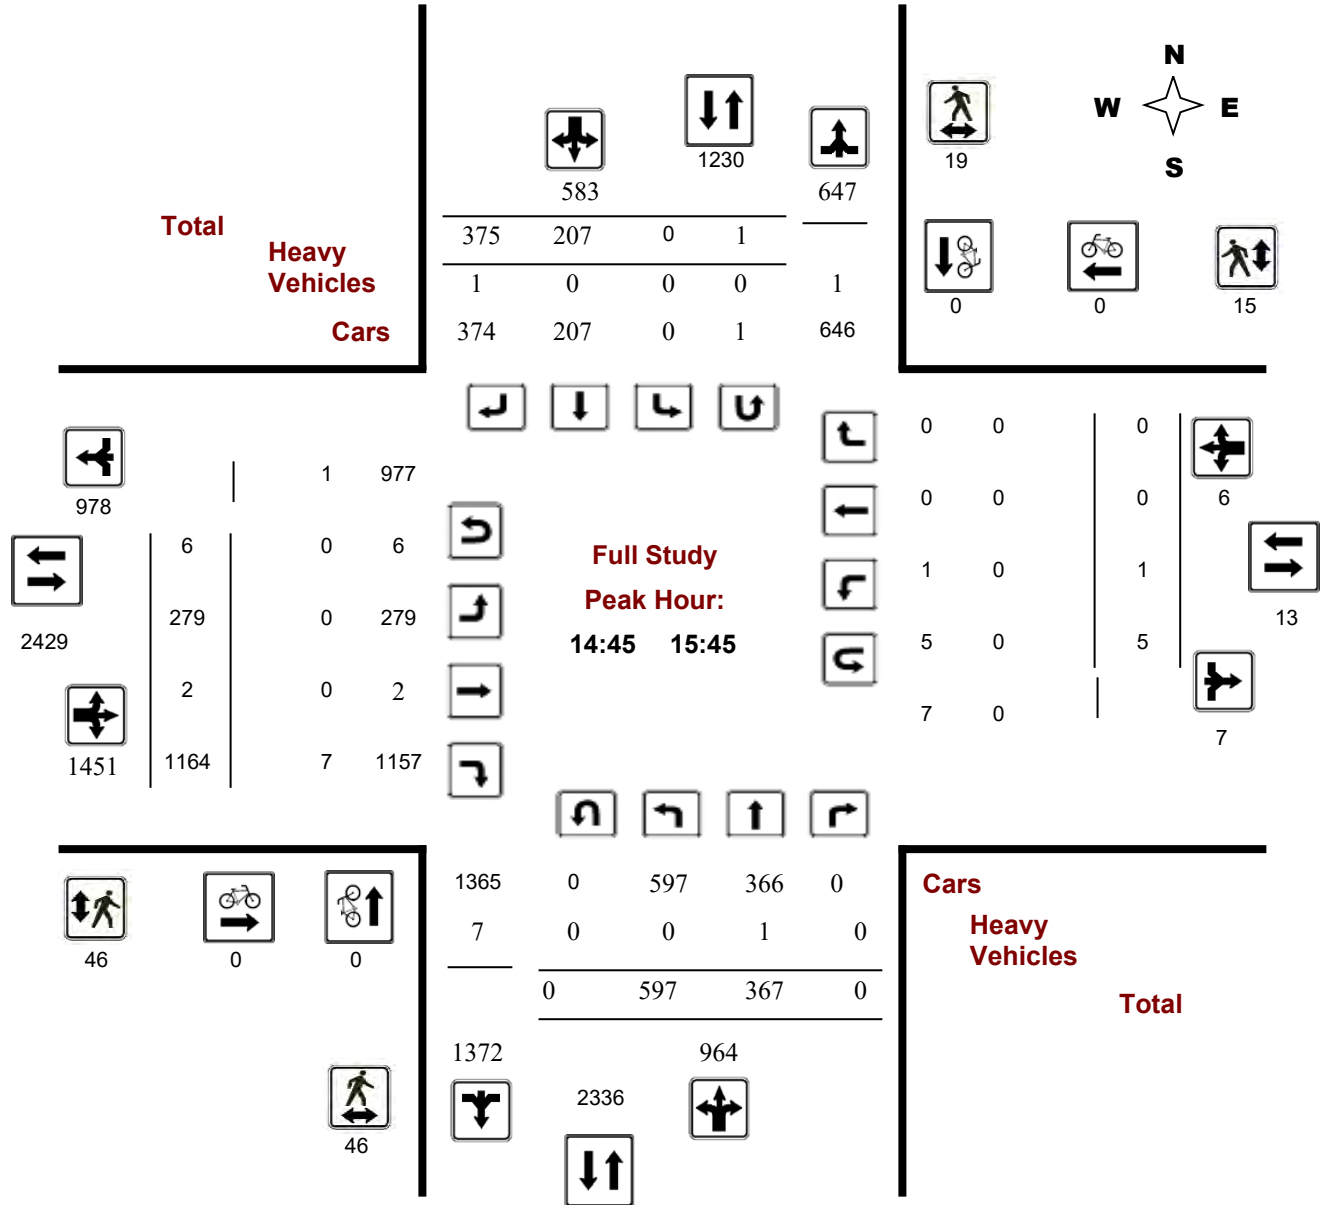 N
W E
S
1230
19
583 647
Total
375 207 0 1
Heavy
Vehicles
1 0 0 0 1
0 0 15
Cars
374 207 0 1 646
0 0 0
1 977
978
0 0 0 6
6 0 6
Full Study
1 0 1
Peak Hour:
279 0 279
13
2429
14:45 15:45
5 0 5
2 0 2
7 0
7
1451 1164 7 1157
1365 0 597 366 0
Cars
7 0 0 1 0
Heavy
Vehicles
46 0 0
0 597 367 0
Total
1372 964
2336
46